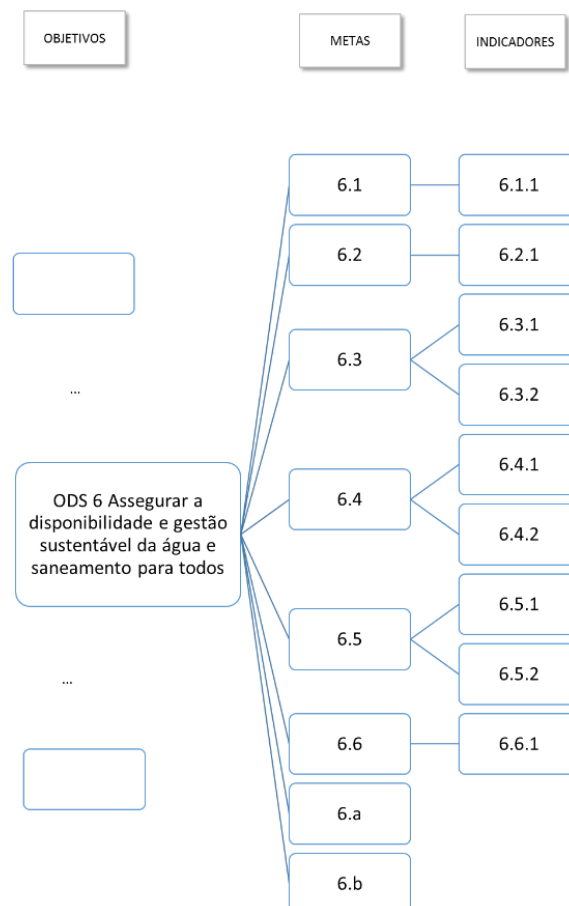 OBJETIVOS
METAS
INDICADORES
6.1
6.1.1
6.2
6.2.1
6.3
6.3.1
6.3.2
...
ODS 6 Assegurar a
disponibilidade e gestão
sustentável da água e
saneamento para todos
6.4
6.4.1
6.4.2
6.5
6.5.1
6.5.2
...
6.6
6.6.1
6.a
6.b